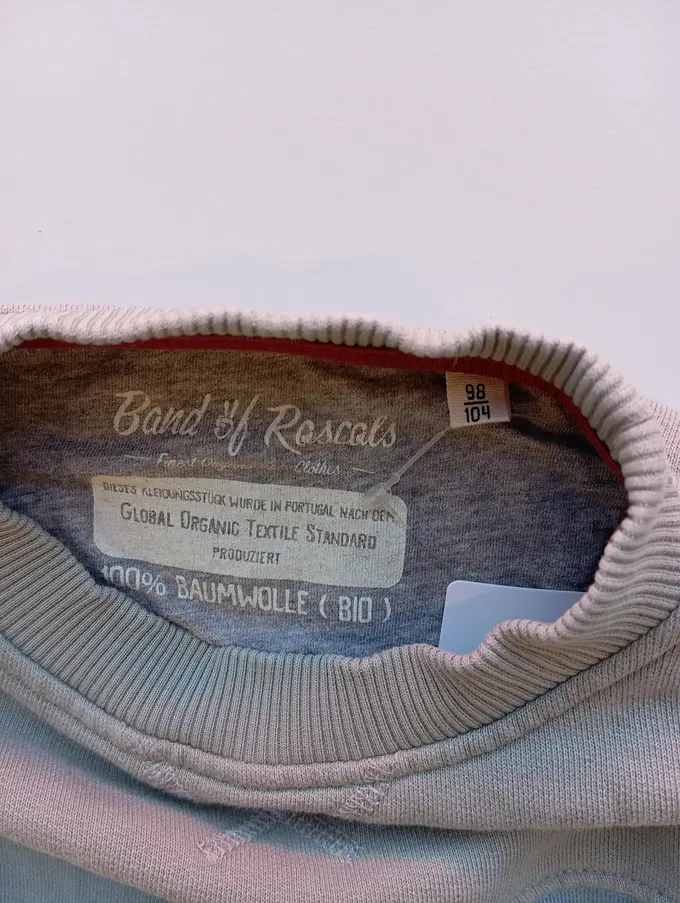 Band of Rascals
98
104
Finest Clothes
DIESES KLEIDUNGSSTÜCK WURDE IN PORTUGAL NACH DEM
GLOBAL ORGANIC TEXTILE STANDARD
PRODUZIERT
100% BAUMWOLLE ( BIO )